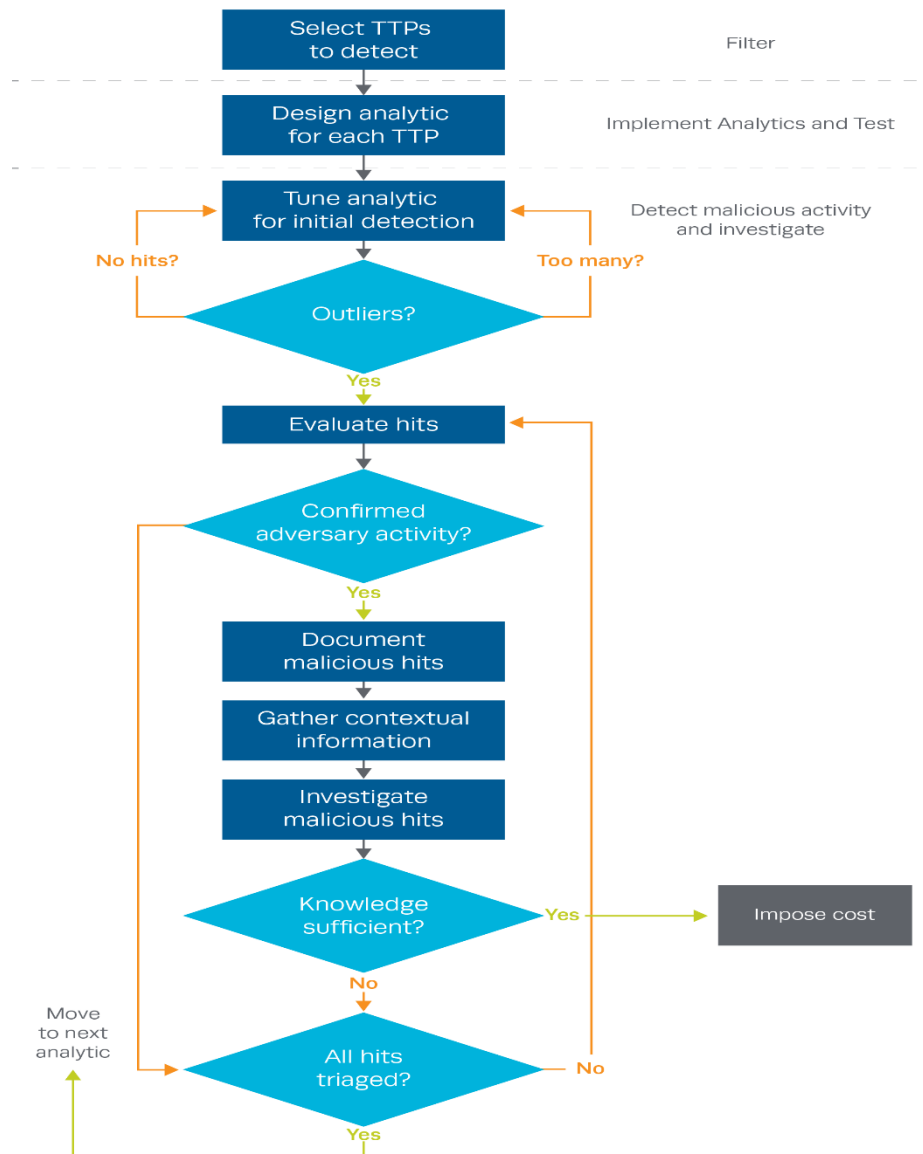 Select TTPs
to detect
Filter
Design analytic
for each TTP
Implement Analytics and Test
Tune analytic
for initial detection
Detect malicious activity
and investigate
No hits?
Too many?
Outliers?
Yes
Evaluate hits
Confirmed
adversary activity?
Yes
Document
malicious hits
Gather contextual
information
Investigate
malicious hits
Knowledge
sufficient?
Yes
Impose cost
No
Move
to next
analytic
All hits
triaged?
No
Yes